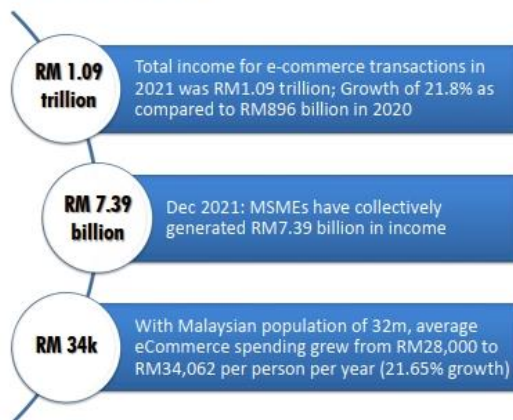 RM 1.09
trillion
Total income for e-commerce transactions in
2021 was RM1.09 trillion; Growth of 21.8% as
compared to RM896 billion in 2020
RM 7.39
billion
Dec 2021: MSMEs have collectively
generated RM7.39 billion in income
RM 34k
With Malaysian population of 32m, average
eCommerce spending grew from RM28,000 to
RM34,062 per person per year (21.65% growth)